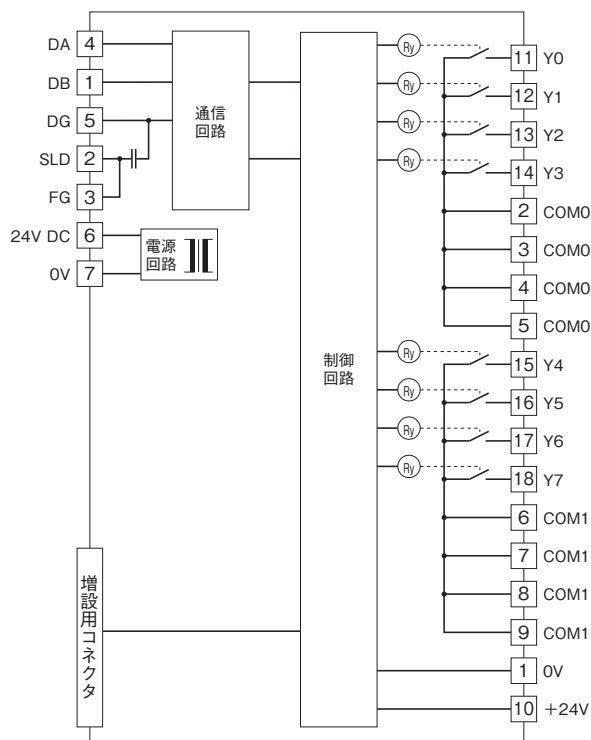 DA 4
DB 1
DG 5
SLD 2
FG 3
24V DC 6
0V 7
通信
回路
電源
回路
増設用コネクタ
制御
回路
Ry
Ry
Ry
Ry
Ry
Ry
Ry
Ry
11 Y0
12 Y1
13 Y2
14 Y3
2 COM0
3 COM0
4 COM0
5 COM0
15 Y4
16 Y5
17 Y6
18 Y7
6 COM1
7 COM1
8 COM1
9 COM1
1 0V
10 +24V